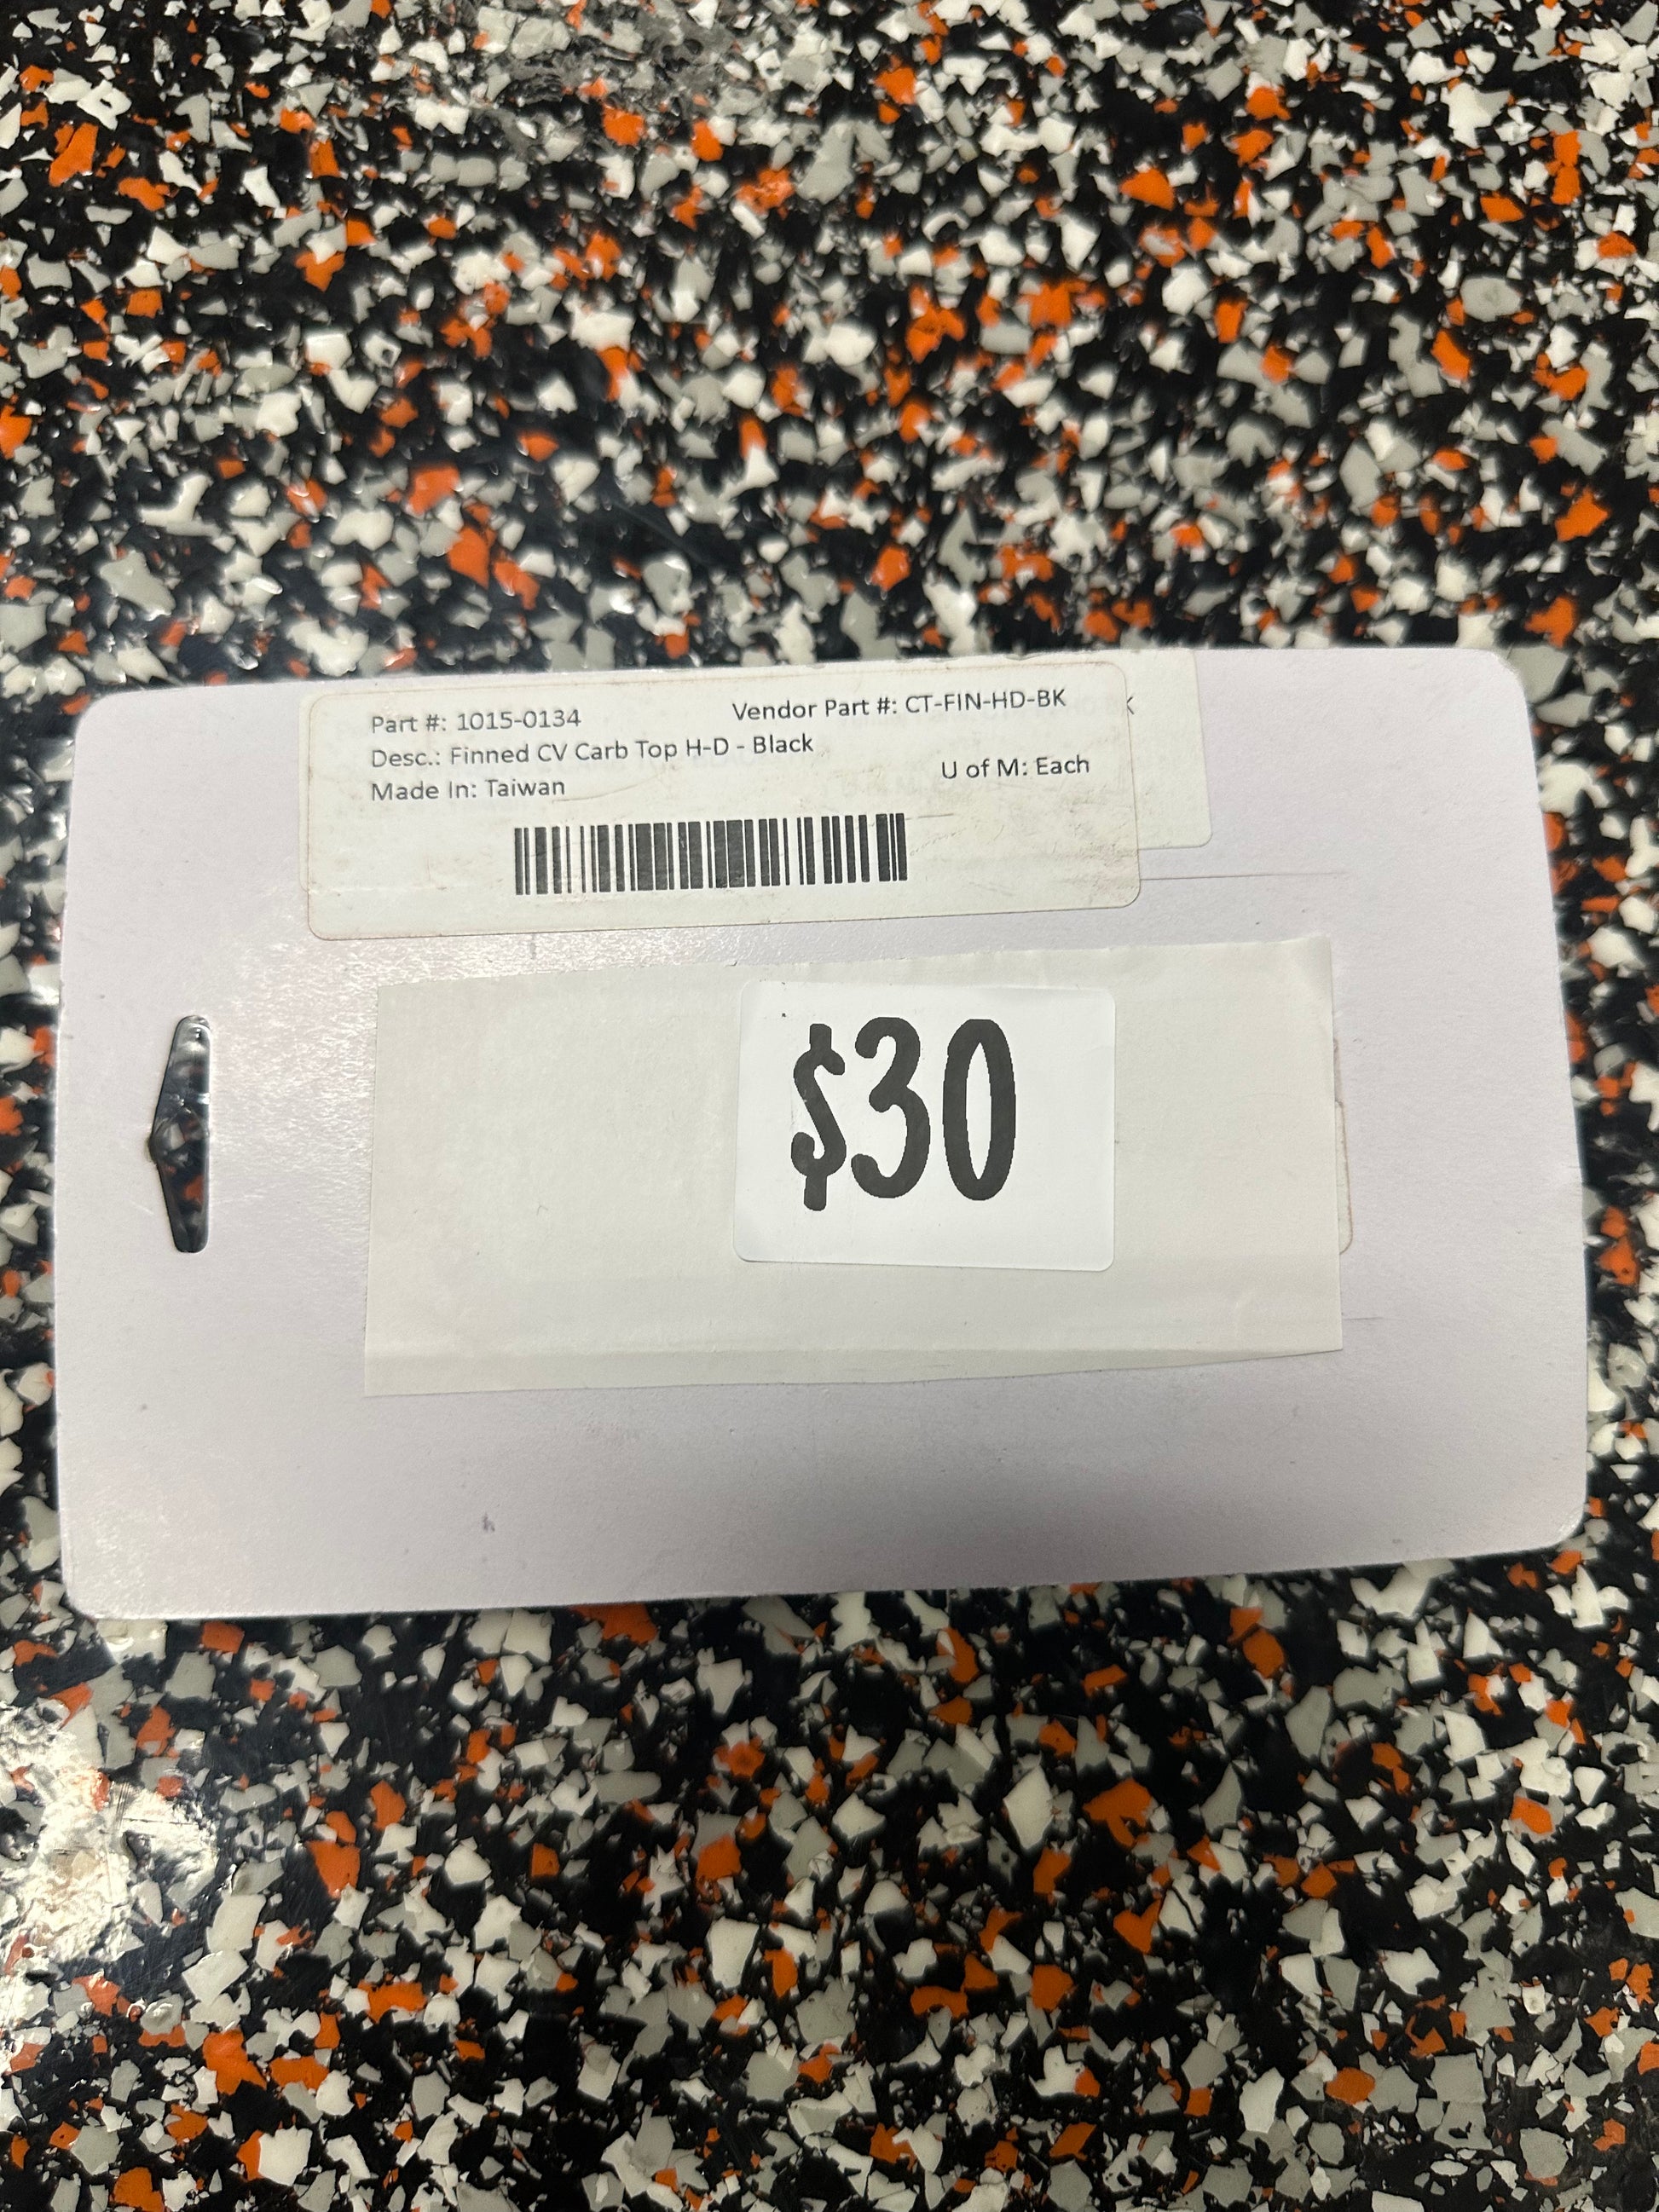 Part #: 1015-0134 Vendor Part #: CT-FIN-HD-BK
Desc.: Finned CV Carb Top H-D - Black
Made In: Taiwan U of M: Each
$30